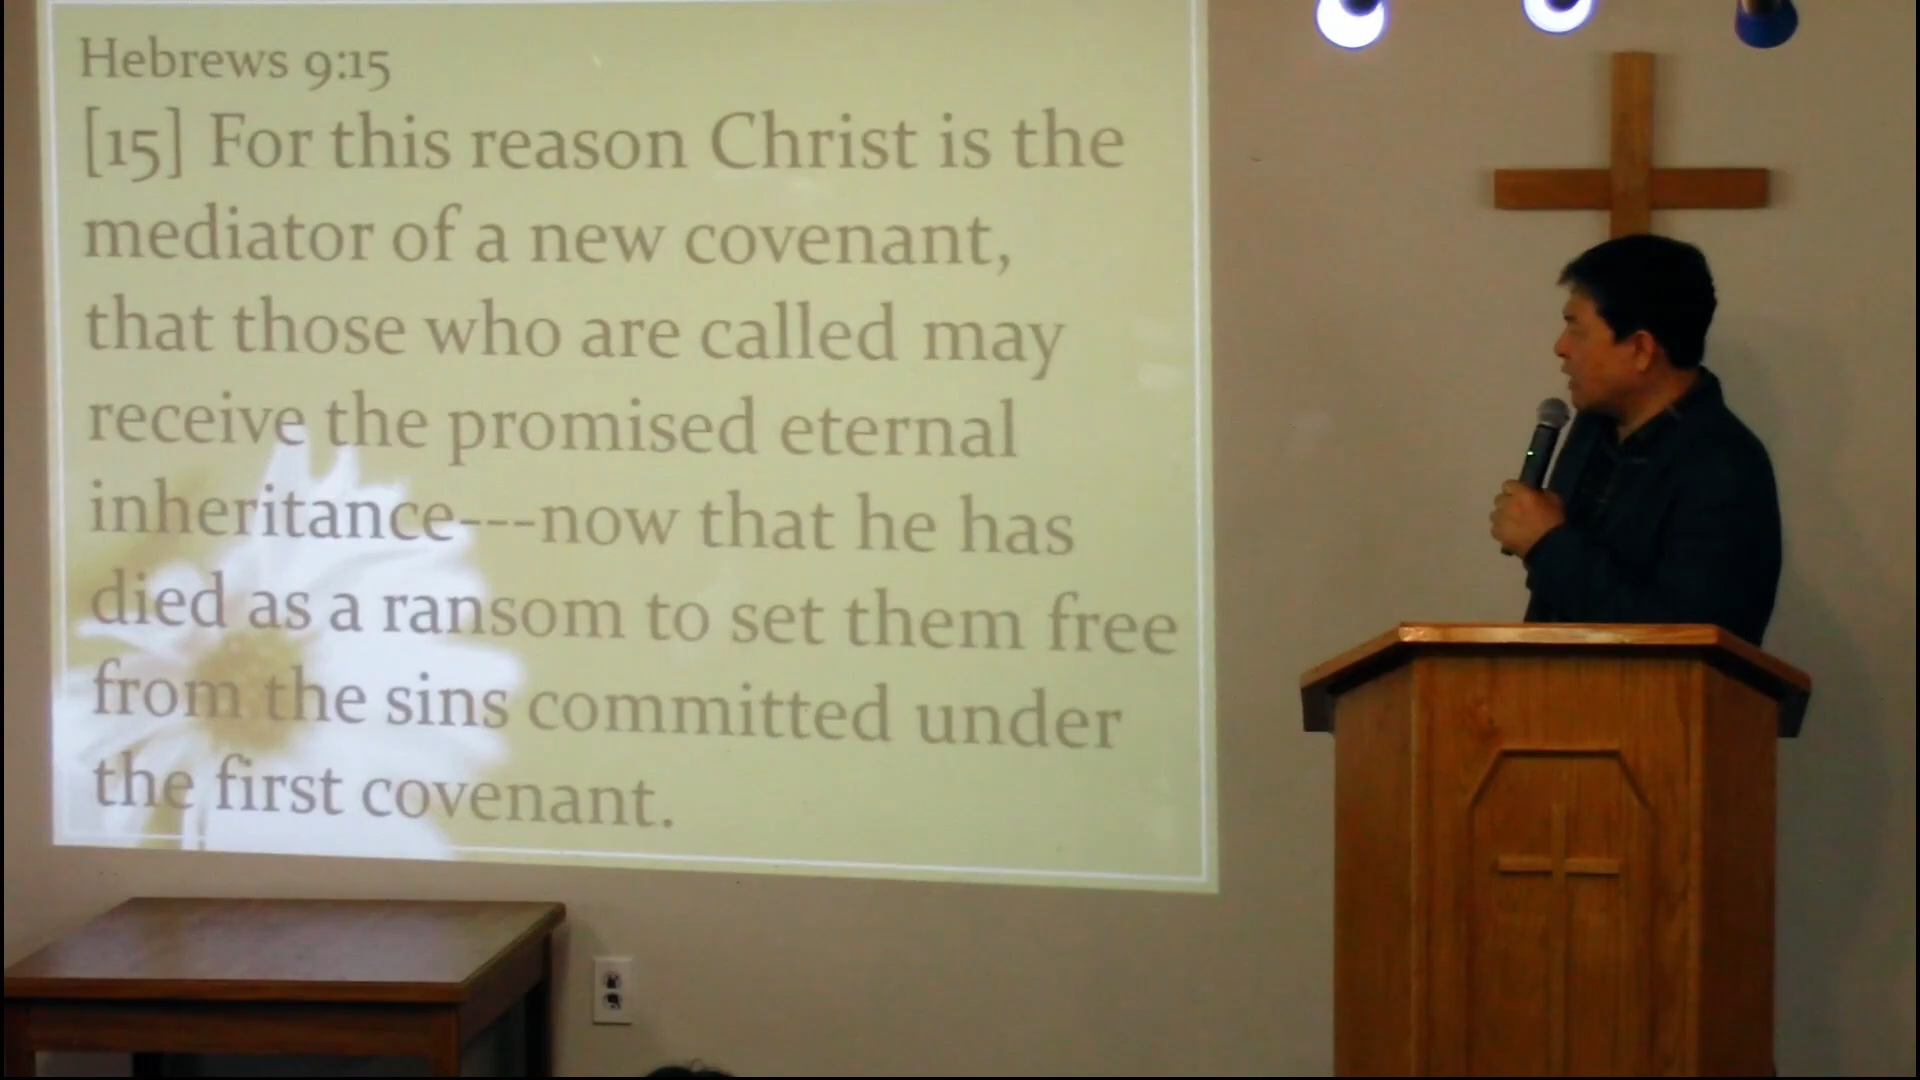 Hebrews 9:15
[15] For this reason Christ is the
mediator of a new covenant,
that those who are called may
receive the promised eternal
inheritance---now that he has
died as a ransom to set them free
from the sins committed under
the first covenant.